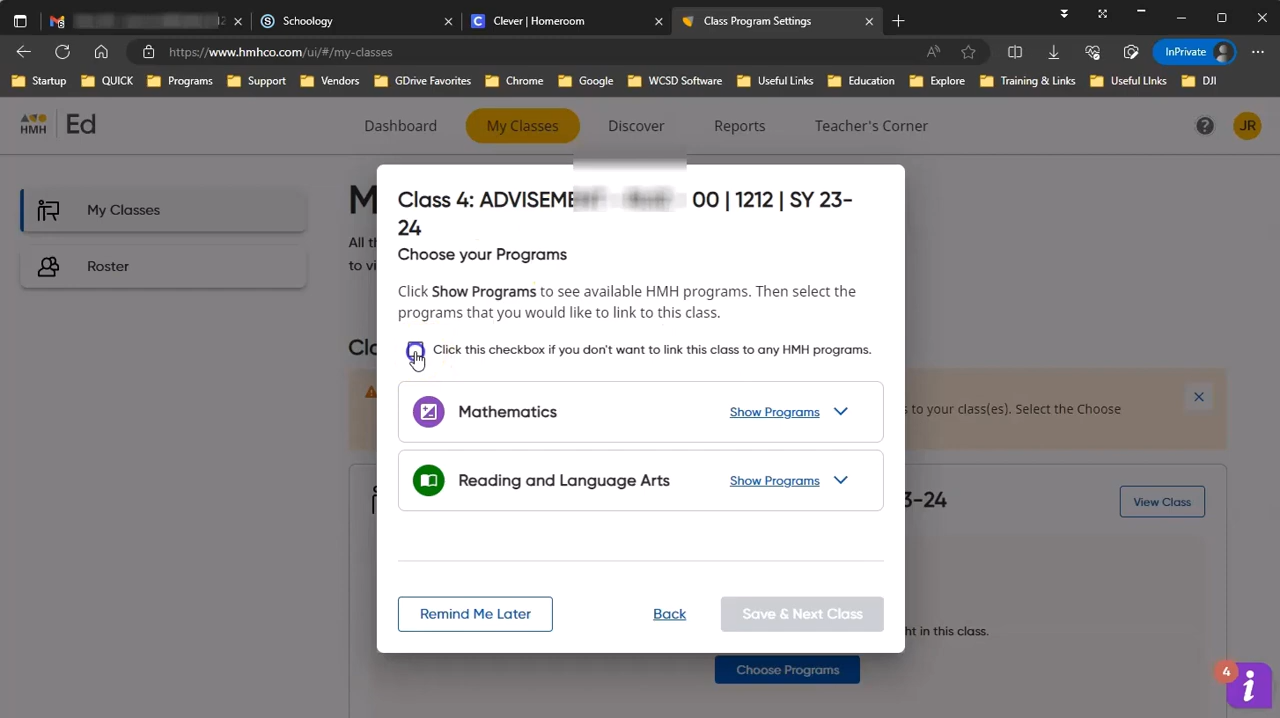 Schoology
Clever | Homeroom
Class Program Settings
https://www.hmhco.com/ui/#/my-classes
InPrivate
Startup
QUICK
Programs
Support
Vendors
GDrive Favorites
Chrome
Google
WCSD Software
Useful Links
Education
Explore
Training & Links
Useful LInks
DJI
HMH
Ed
Dashboard
My Classes
Discover
Reports
Teacher's Corner
JR
My Classes
Roster
M
All th
to vi
Cl
Class 4: ADVISEME 00 | 1212 | SY 23-
24
Choose your Programs
Click Show Programs to see available HMH programs. Then select the
programs that you would like to link to this class.
Click this checkbox if you don't want to link this class to any HMH programs.
Mathematics
Show Programs
Reading and Language Arts
Show Programs
Remind Me Later
Back
Save & Next Class
s to your class(es). Select the Choose
3-24
View Class
ht in this class.
Choose Programs
4